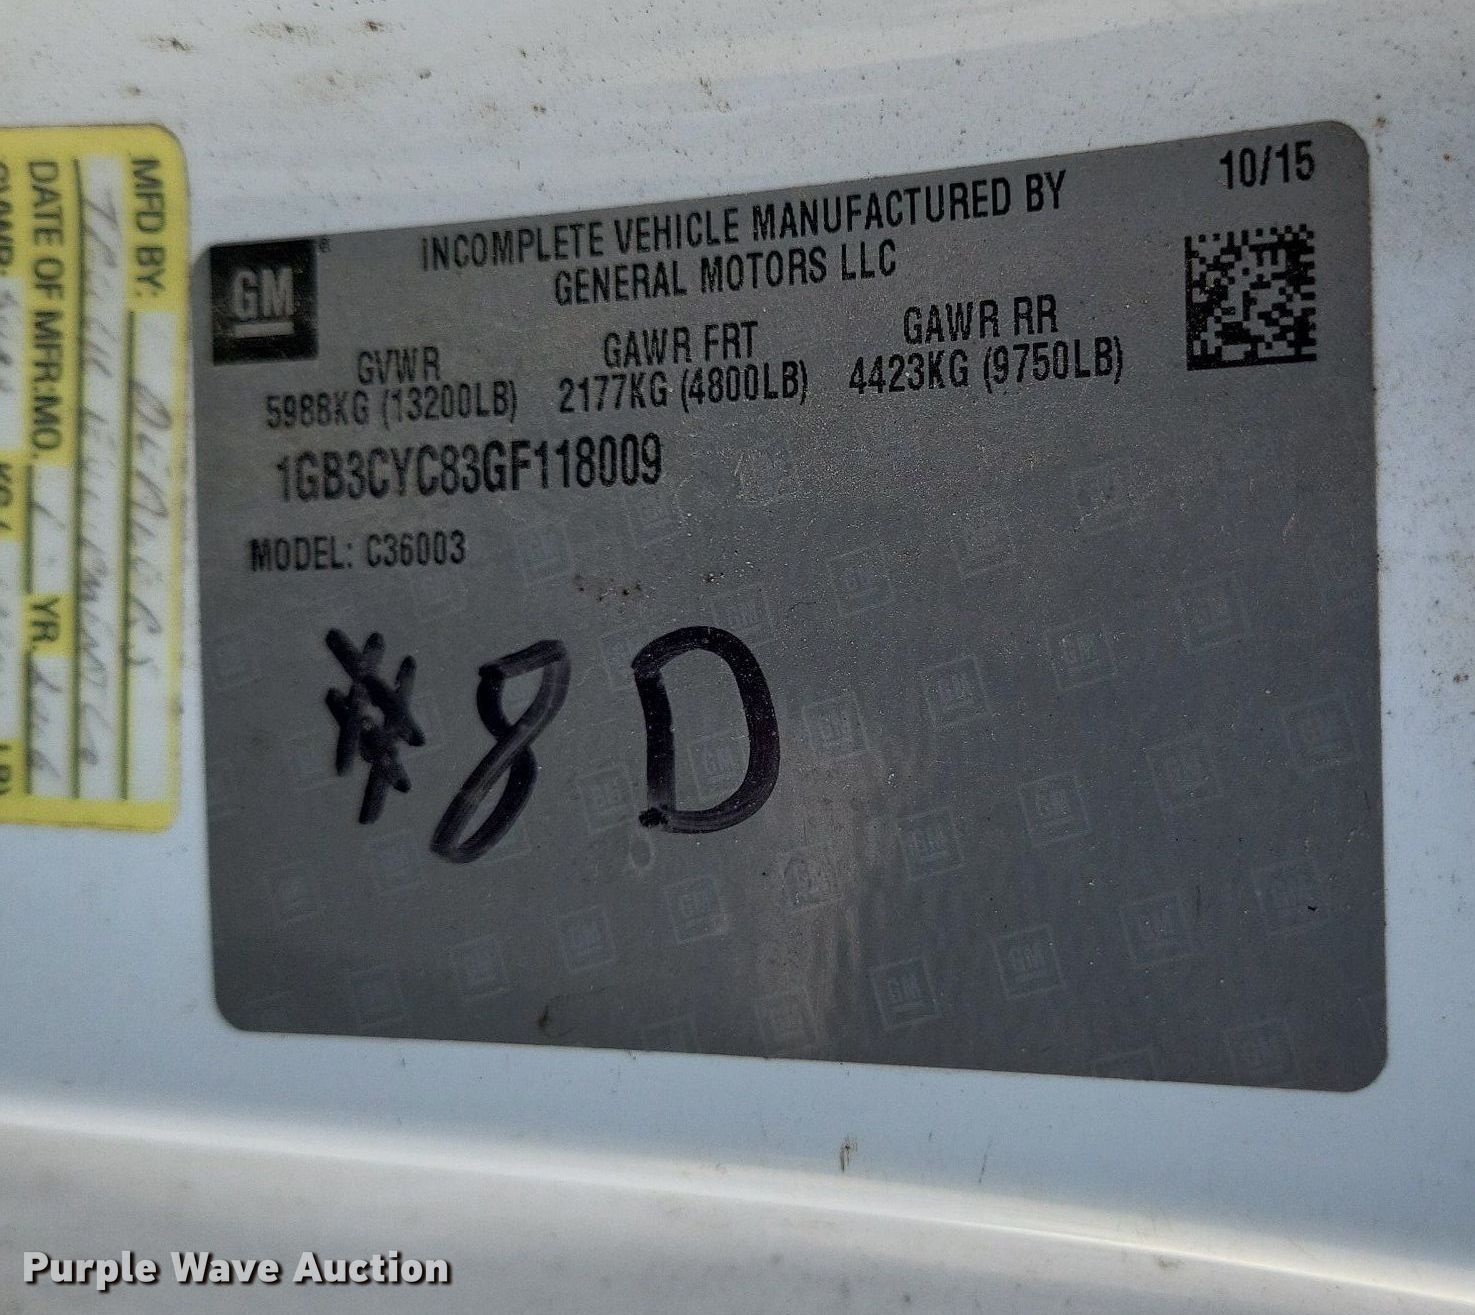 INCOMPLETE VEHICLE MANUFACTURED BY
10/15
GENERAL MOTORS LLC
GM
GVWR
GAWR FRT
GAWR RR
5988KG (13200LB)
2177KG (4800LB)
4423KG (9750LB)
1GB3CYC83GF118009
MODEL: C36003
*8 D
MFD BY:
DATE OF MFR:MO.
YR.
Purple Wave Auction